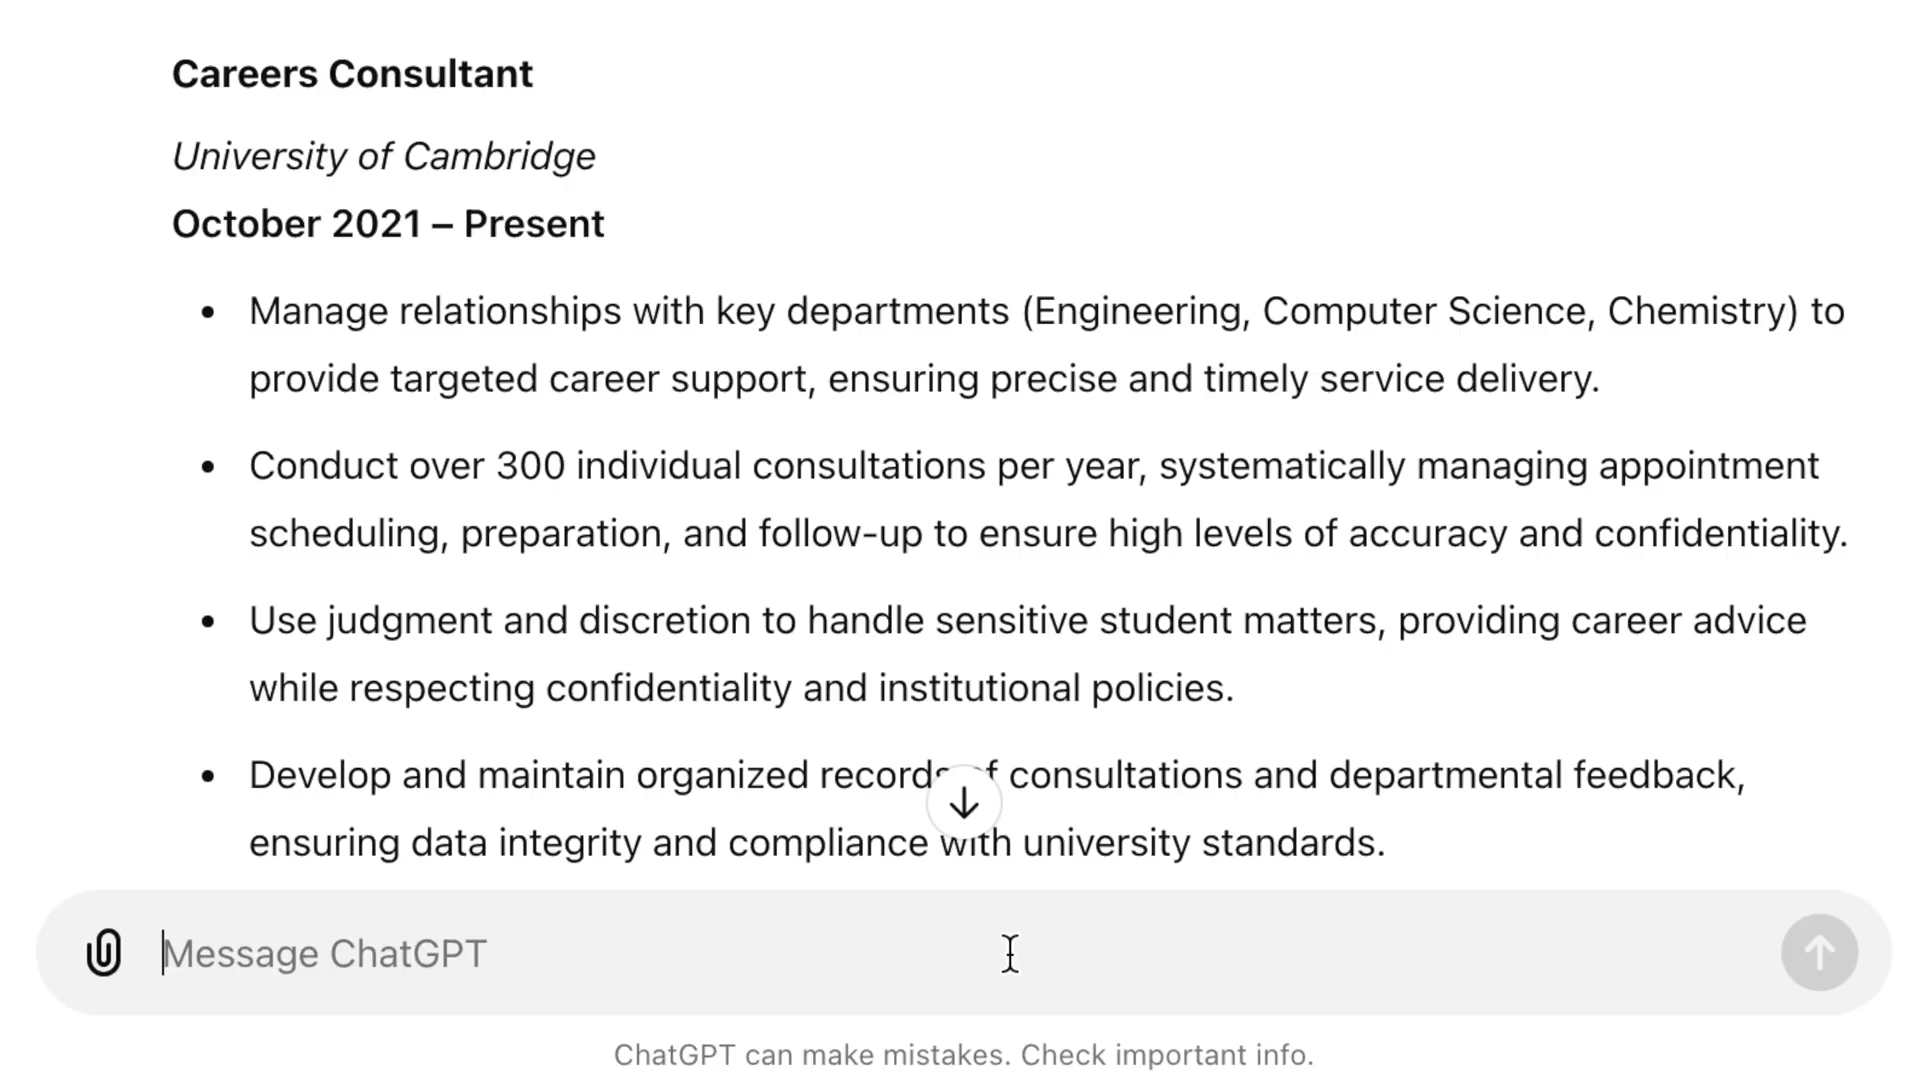 Careers Consultant
University of Cambridge
October 2021 – Present
• Manage relationships with key departments (Engineering, Computer Science, Chemistry) to
provide targeted career support, ensuring precise and timely service delivery.
• Conduct over 300 individual consultations per year, systematically managing appointment
scheduling, preparation, and follow-up to ensure high levels of accuracy and confidentiality.
• Use judgment and discretion to handle sensitive student matters, providing career advice
while respecting confidentiality and institutional policies.
• Develop and maintain organized records of consultations and departmental feedback,
ensuring data integrity and compliance with university standards.
Message ChatGPT
ChatGPT can make mistakes. Check important info.